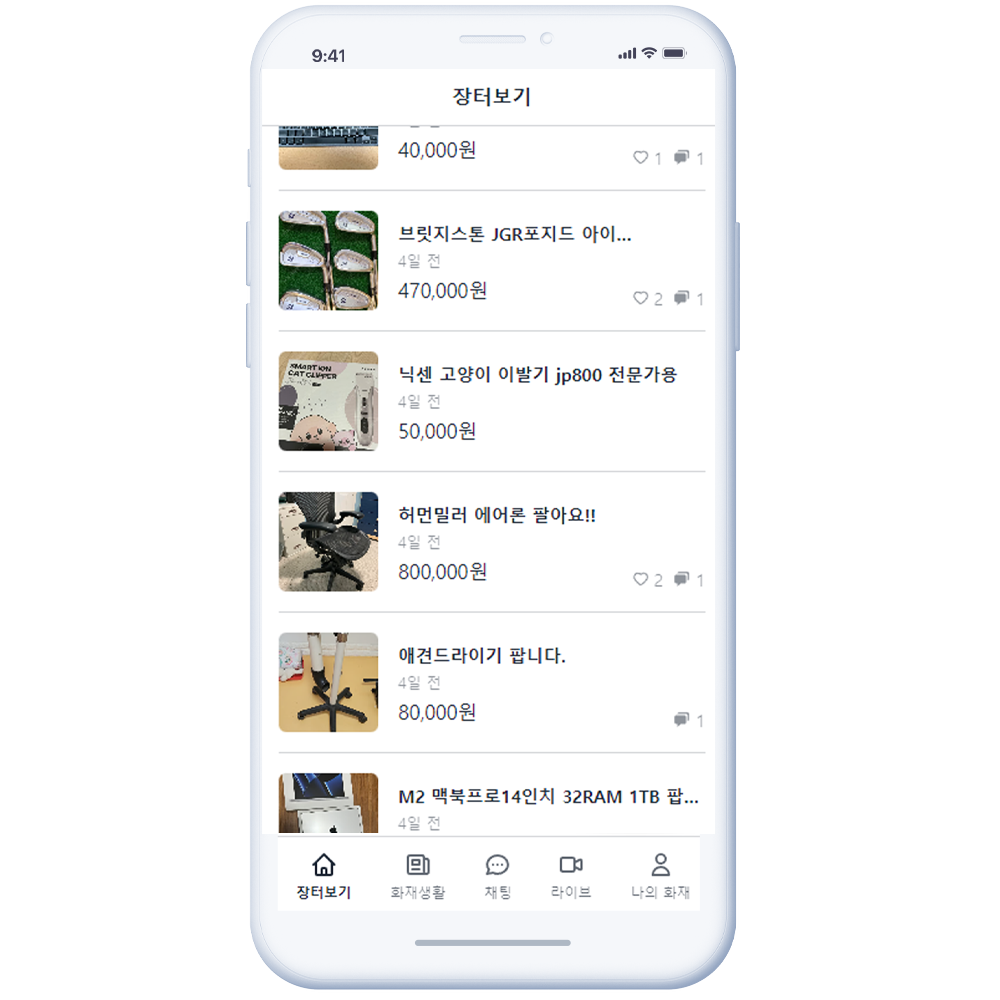 9:41
장터보기
40,000원
1 1
브릿지스톤 JGR포지드 아이...
4일 전
470,000원
2 1
SMART ION
CAT CLIPPER
닉센 고양이 이발기 jp800 전문가용
4일 전
50,000원
허먼밀러 에어론 팔아요!!
4일 전
800,000원
2 1
애견드라이기 팝니다.
4일 전
80,000원
1
M2 맥북프로14인치 32RAM 1TB 팝...
4일 전
장터보기 화재생활 채팅 라이브 나의 화재